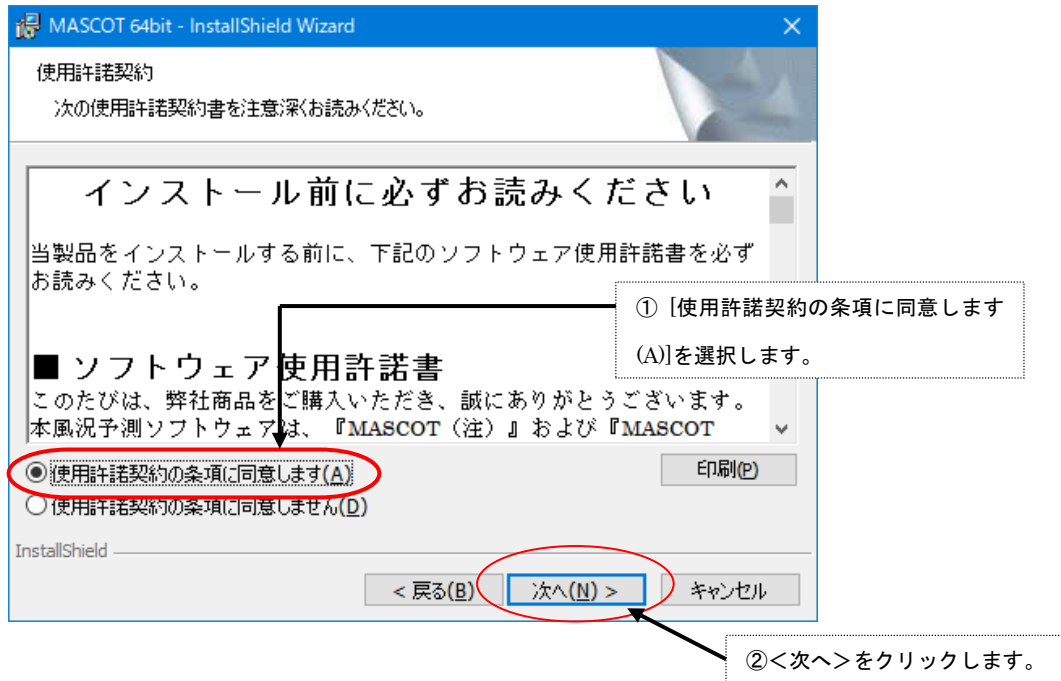 MASCOT 64bit - InstallShield Wizard
使用許諾契約
次の使用許諾契約書を注意深くお読みください。
インストール前に必ずお読みください
当製品をインストールする前に、下記のソフトウェア使用許諾書を必ず
お読みください。
① [使用許諾契約の条項に同意します
(A)]を選択します。
■ ソフトウェア使用許諾書
このたびは、弊社商品をご購入いただき、誠にありがとうございます。
本風況予測ソフトウェアは、『MASCOT（注）』および『MASCOT
使用許諾契約の条項に同意します(A)
印刷(P)
使用許諾契約の条項に同意しません(D)
InstallShield
< 戻る(B)
次へ(N) >
キャンセル
②＜次へ＞をクリックします。